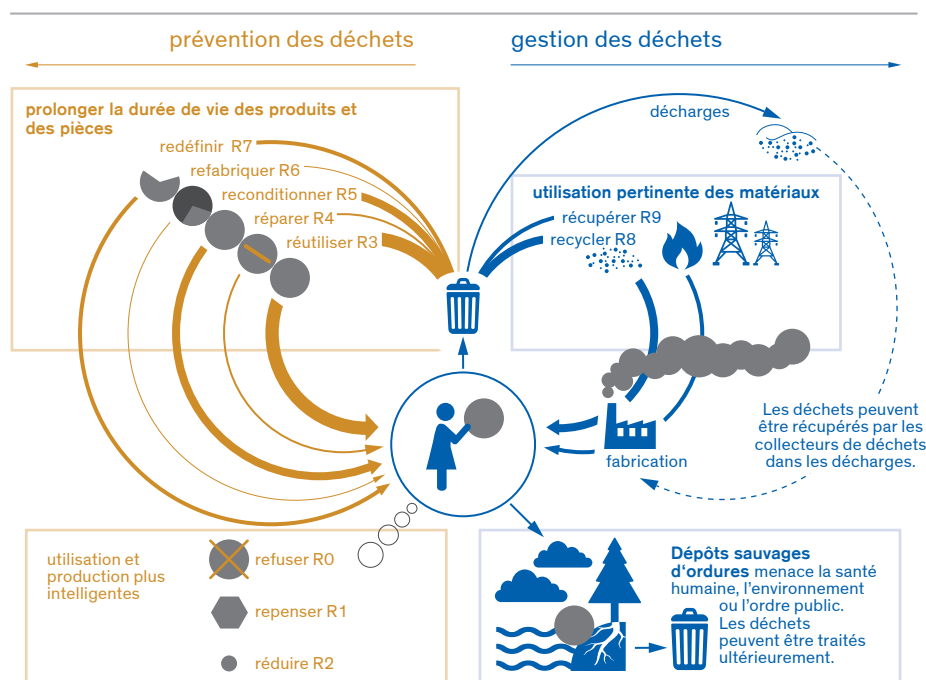 prévention des déchets
gestion des déchets
prolonger la durée de vie des produits et
des pièces
redéfinir R7
refabriquer R6
reconditionner R5
réparer R4
réutiliser R3
décharges
utilisation pertinente des matériaux
récupérer R9
recycler R8
Les déchets peuvent
être récupérés par les
collecteurs de déchets
dans les décharges.
fabrication
utilisation et
production plus
intelligentes
refuser R0
repenser R1
réduire R2
Dépôts sauvages
d‘ordures menace la santé
humaine, l’environnement
ou l’ordre public.
Les déchets
peuvent être traités
ultérieurement.